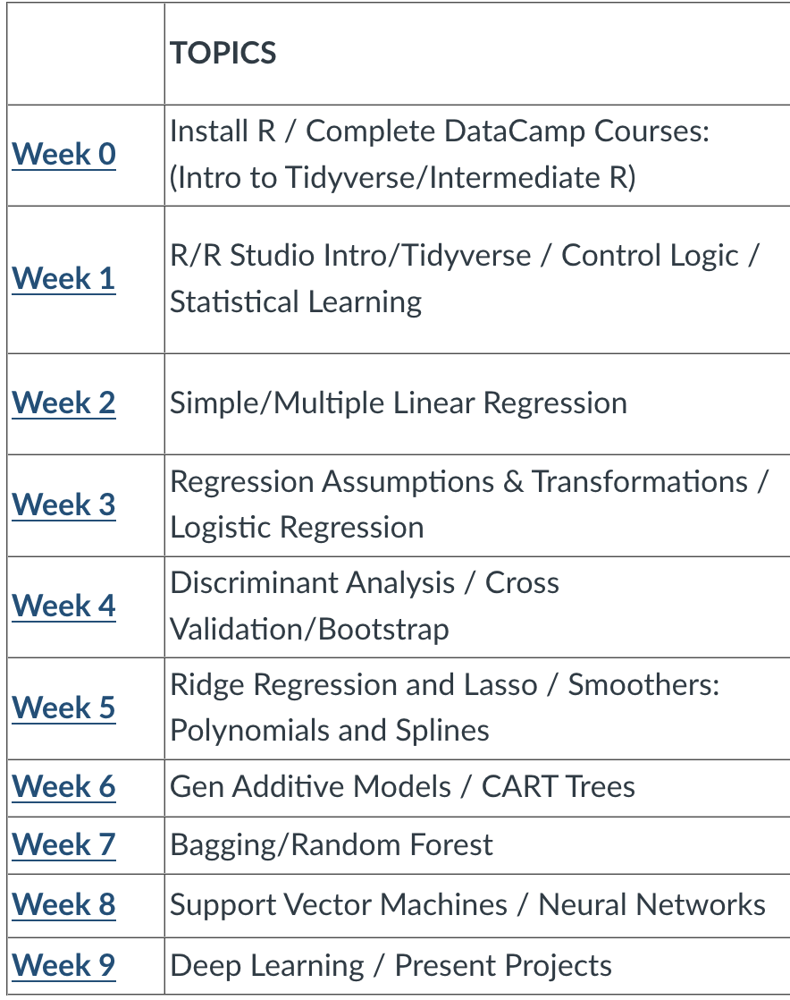 TOPICS
Week 0
Install R / Complete DataCamp Courses:
(Intro to Tidyverse/Intermediate R)
Week 1
R/R Studio Intro/Tidyverse / Control Logic /
Statistical Learning
Week 2
Simple/Multiple Linear Regression
Week 3
Regression Assumptions & Transformations /
Logistic Regression
Week 4
Discriminant Analysis / Cross
Validation/Bootstrap
Week 5
Ridge Regression and Lasso / Smoothers:
Polynomials and Splines
Week 6
Gen Additive Models / CART Trees
Week 7
Bagging/Random Forest
Week 8
Support Vector Machines / Neural Networks
Week 9
Deep Learning / Present Projects